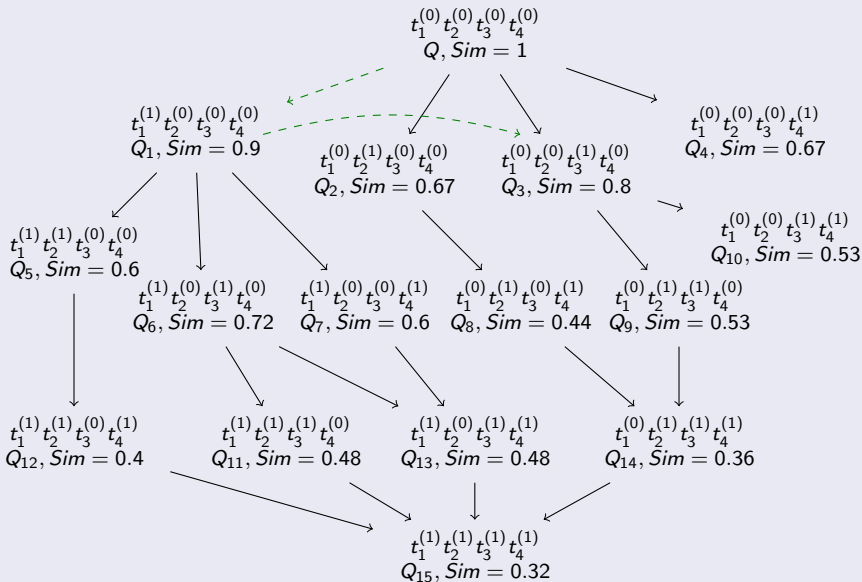 t₁⁽⁰⁾t₂⁽⁰⁾t₃⁽⁰⁾t₄⁽⁰⁾
Q, Sim = 1
t₁⁽¹⁾t₂⁽⁰⁾t₃⁽⁰⁾t₄⁽⁰⁾
Q₁, Sim = 0.9
t₁⁽⁰⁾t₂⁽¹⁾t₃⁽⁰⁾t₄⁽⁰⁾
Q₂, Sim = 0.67
t₁⁽⁰⁾t₂⁽⁰⁾t₃⁽¹⁾t₄⁽⁰⁾
Q₃, Sim = 0.8
t₁⁽⁰⁾t₂⁽⁰⁾t₃⁽⁰⁾t₄⁽¹⁾
Q₄, Sim = 0.67
t₁⁽¹⁾t₂⁽¹⁾t₃⁽⁰⁾t₄⁽⁰⁾
Q₅, Sim = 0.6
t₁⁽⁰⁾t₂⁽⁰⁾t₃⁽¹⁾t₄⁽¹⁾
Q₁₀, Sim = 0.53
t₁⁽¹⁾t₂⁽⁰⁾t₃⁽¹⁾t₄⁽⁰⁾
Q₆, Sim = 0.72
t₁⁽¹⁾t₂⁽⁰⁾t₃⁽⁰⁾t₄⁽¹⁾
Q₇, Sim = 0.6
t₁⁽⁰⁾t₂⁽¹⁾t₃⁽⁰⁾t₄⁽¹⁾
Q₈, Sim = 0.44
t₁⁽⁰⁾t₂⁽¹⁾t₃⁽¹⁾t₄⁽⁰⁾
Q₉, Sim = 0.53
t₁⁽¹⁾t₂⁽¹⁾t₃⁽⁰⁾t₄⁽¹⁾
Q₁₂, Sim = 0.4
t₁⁽¹⁾t₂⁽¹⁾t₃⁽¹⁾t₄⁽⁰⁾
Q₁₁, Sim = 0.48
t₁⁽¹⁾t₂⁽⁰⁾t₃⁽¹⁾t₄⁽¹⁾
Q₁₃, Sim = 0.48
t₁⁽⁰⁾t₂⁽¹⁾t₃⁽¹⁾t₄⁽¹⁾
Q₁₄, Sim = 0.36
t₁⁽¹⁾t₂⁽¹⁾t₃⁽¹⁾t₄⁽¹⁾
Q₁₅, Sim = 0.32